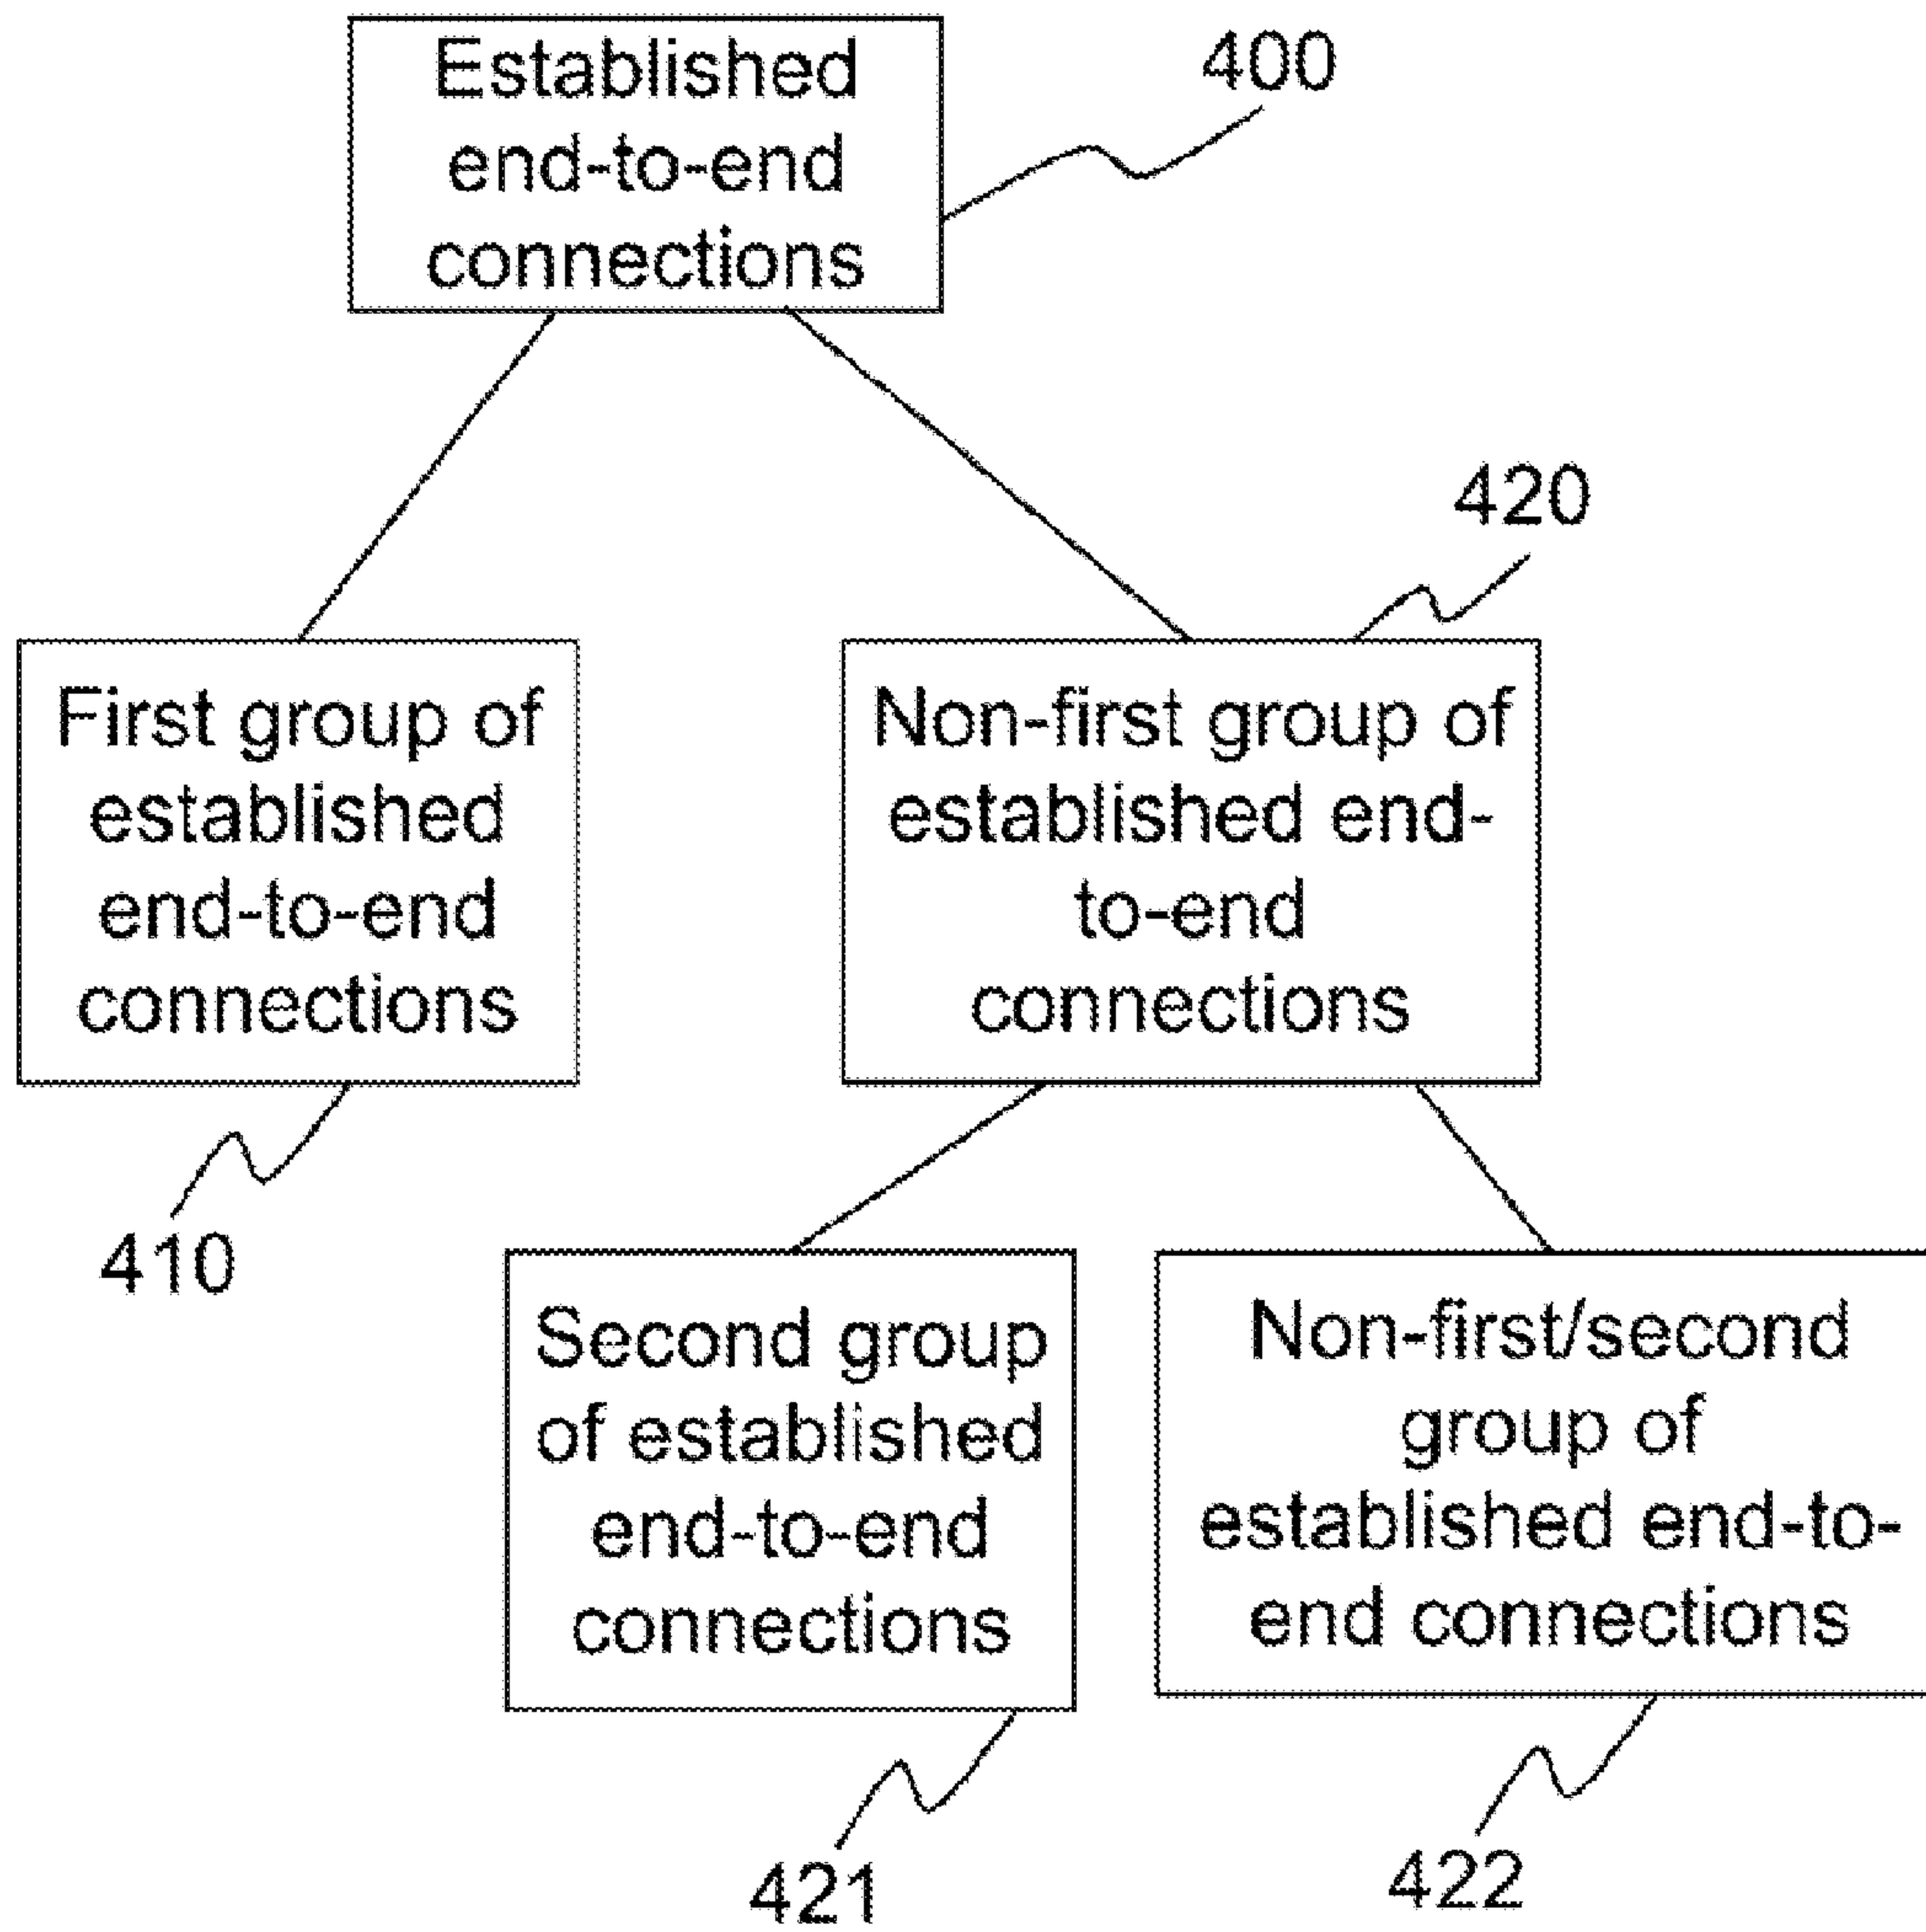 Established
end-to-end
connections
400
420
First group of
established
end-to-end
connections
Non-first group of
established end-
to-end
connections
410
Second group
of established
end-to-end
connections
Non-first/second
group of
established end-to-
end connections
421
422